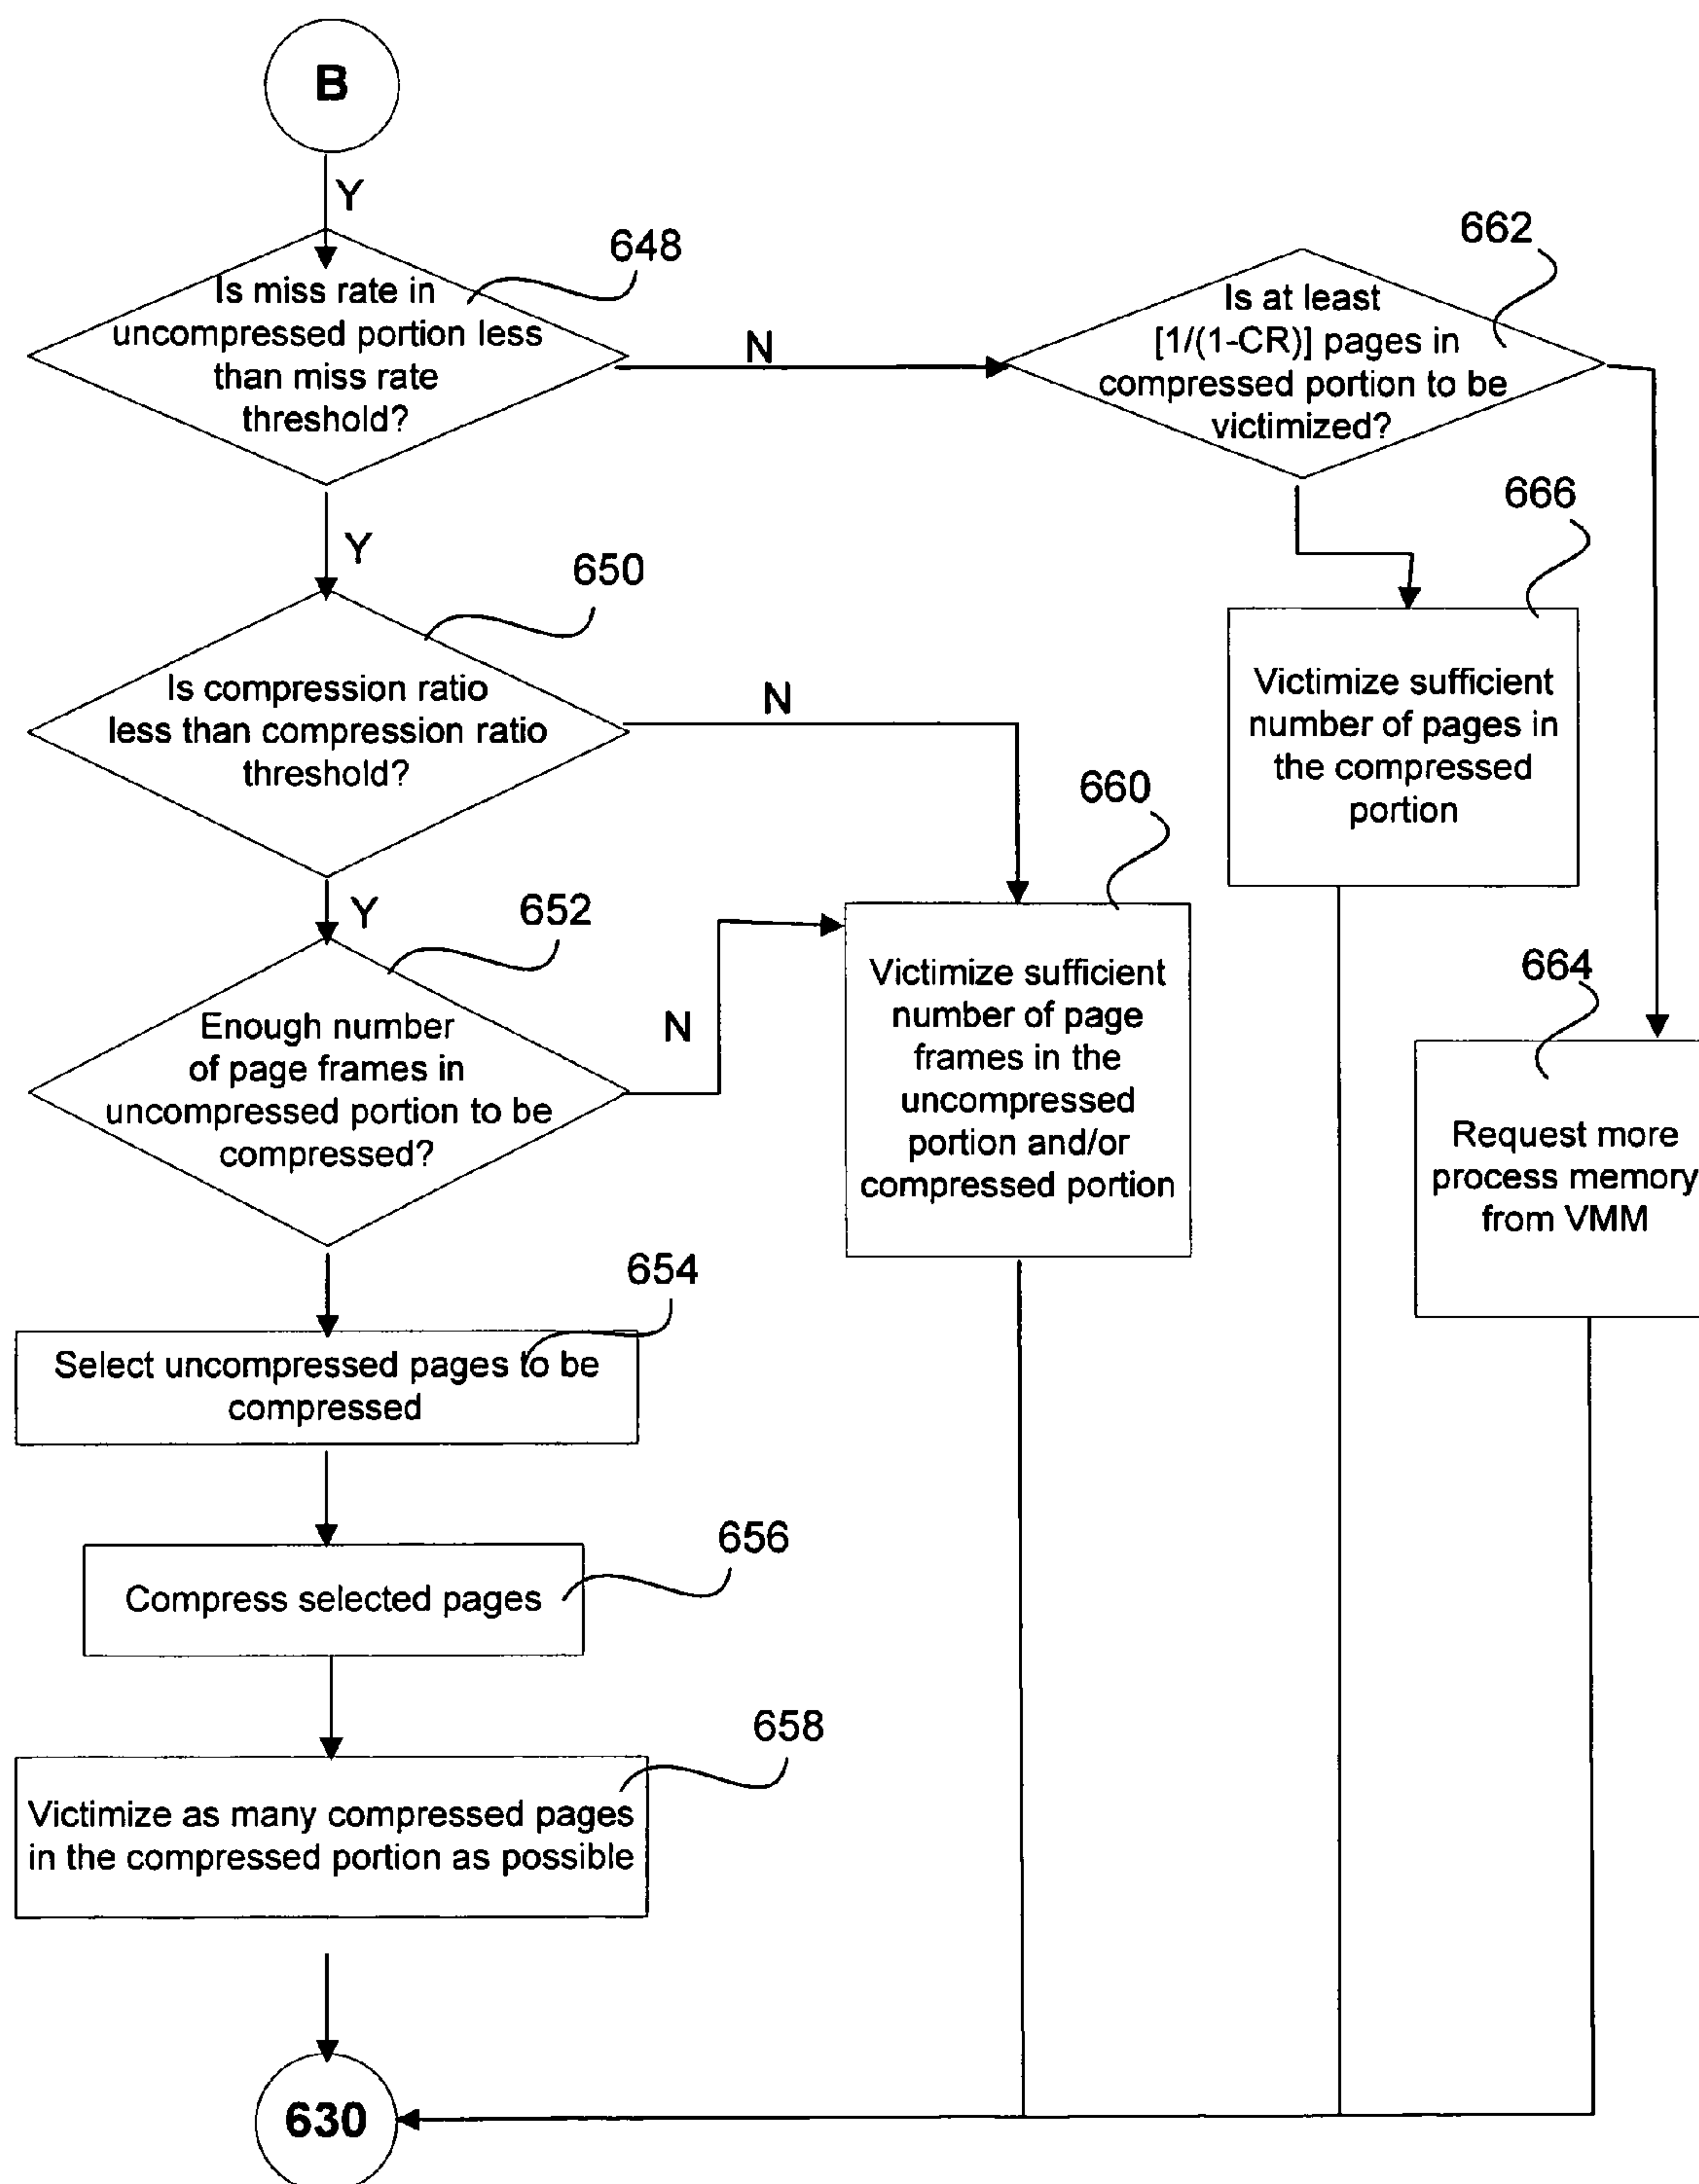 B
Y
648
Is miss rate in
uncompressed portion less
than miss rate
threshold?
N
662
Is at least
[1/(1-CR)] pages in
compressed portion to be
victimized?
Y
650
Is compression ratio
less than compression ratio
threshold?
N
666
Victimize sufficient
number of pages in
the compressed
portion
Y
652
Enough number
of page frames in
uncompressed portion to be
compressed?
N
660
Victimize sufficient
number of page
frames in the
uncompressed
portion and/or
compressed portion
664
Request more
process memory
from VMM
654
Select uncompressed pages to be
compressed
656
Compress selected pages
658
Victimize as many compressed pages
in the compressed portion as possible
630